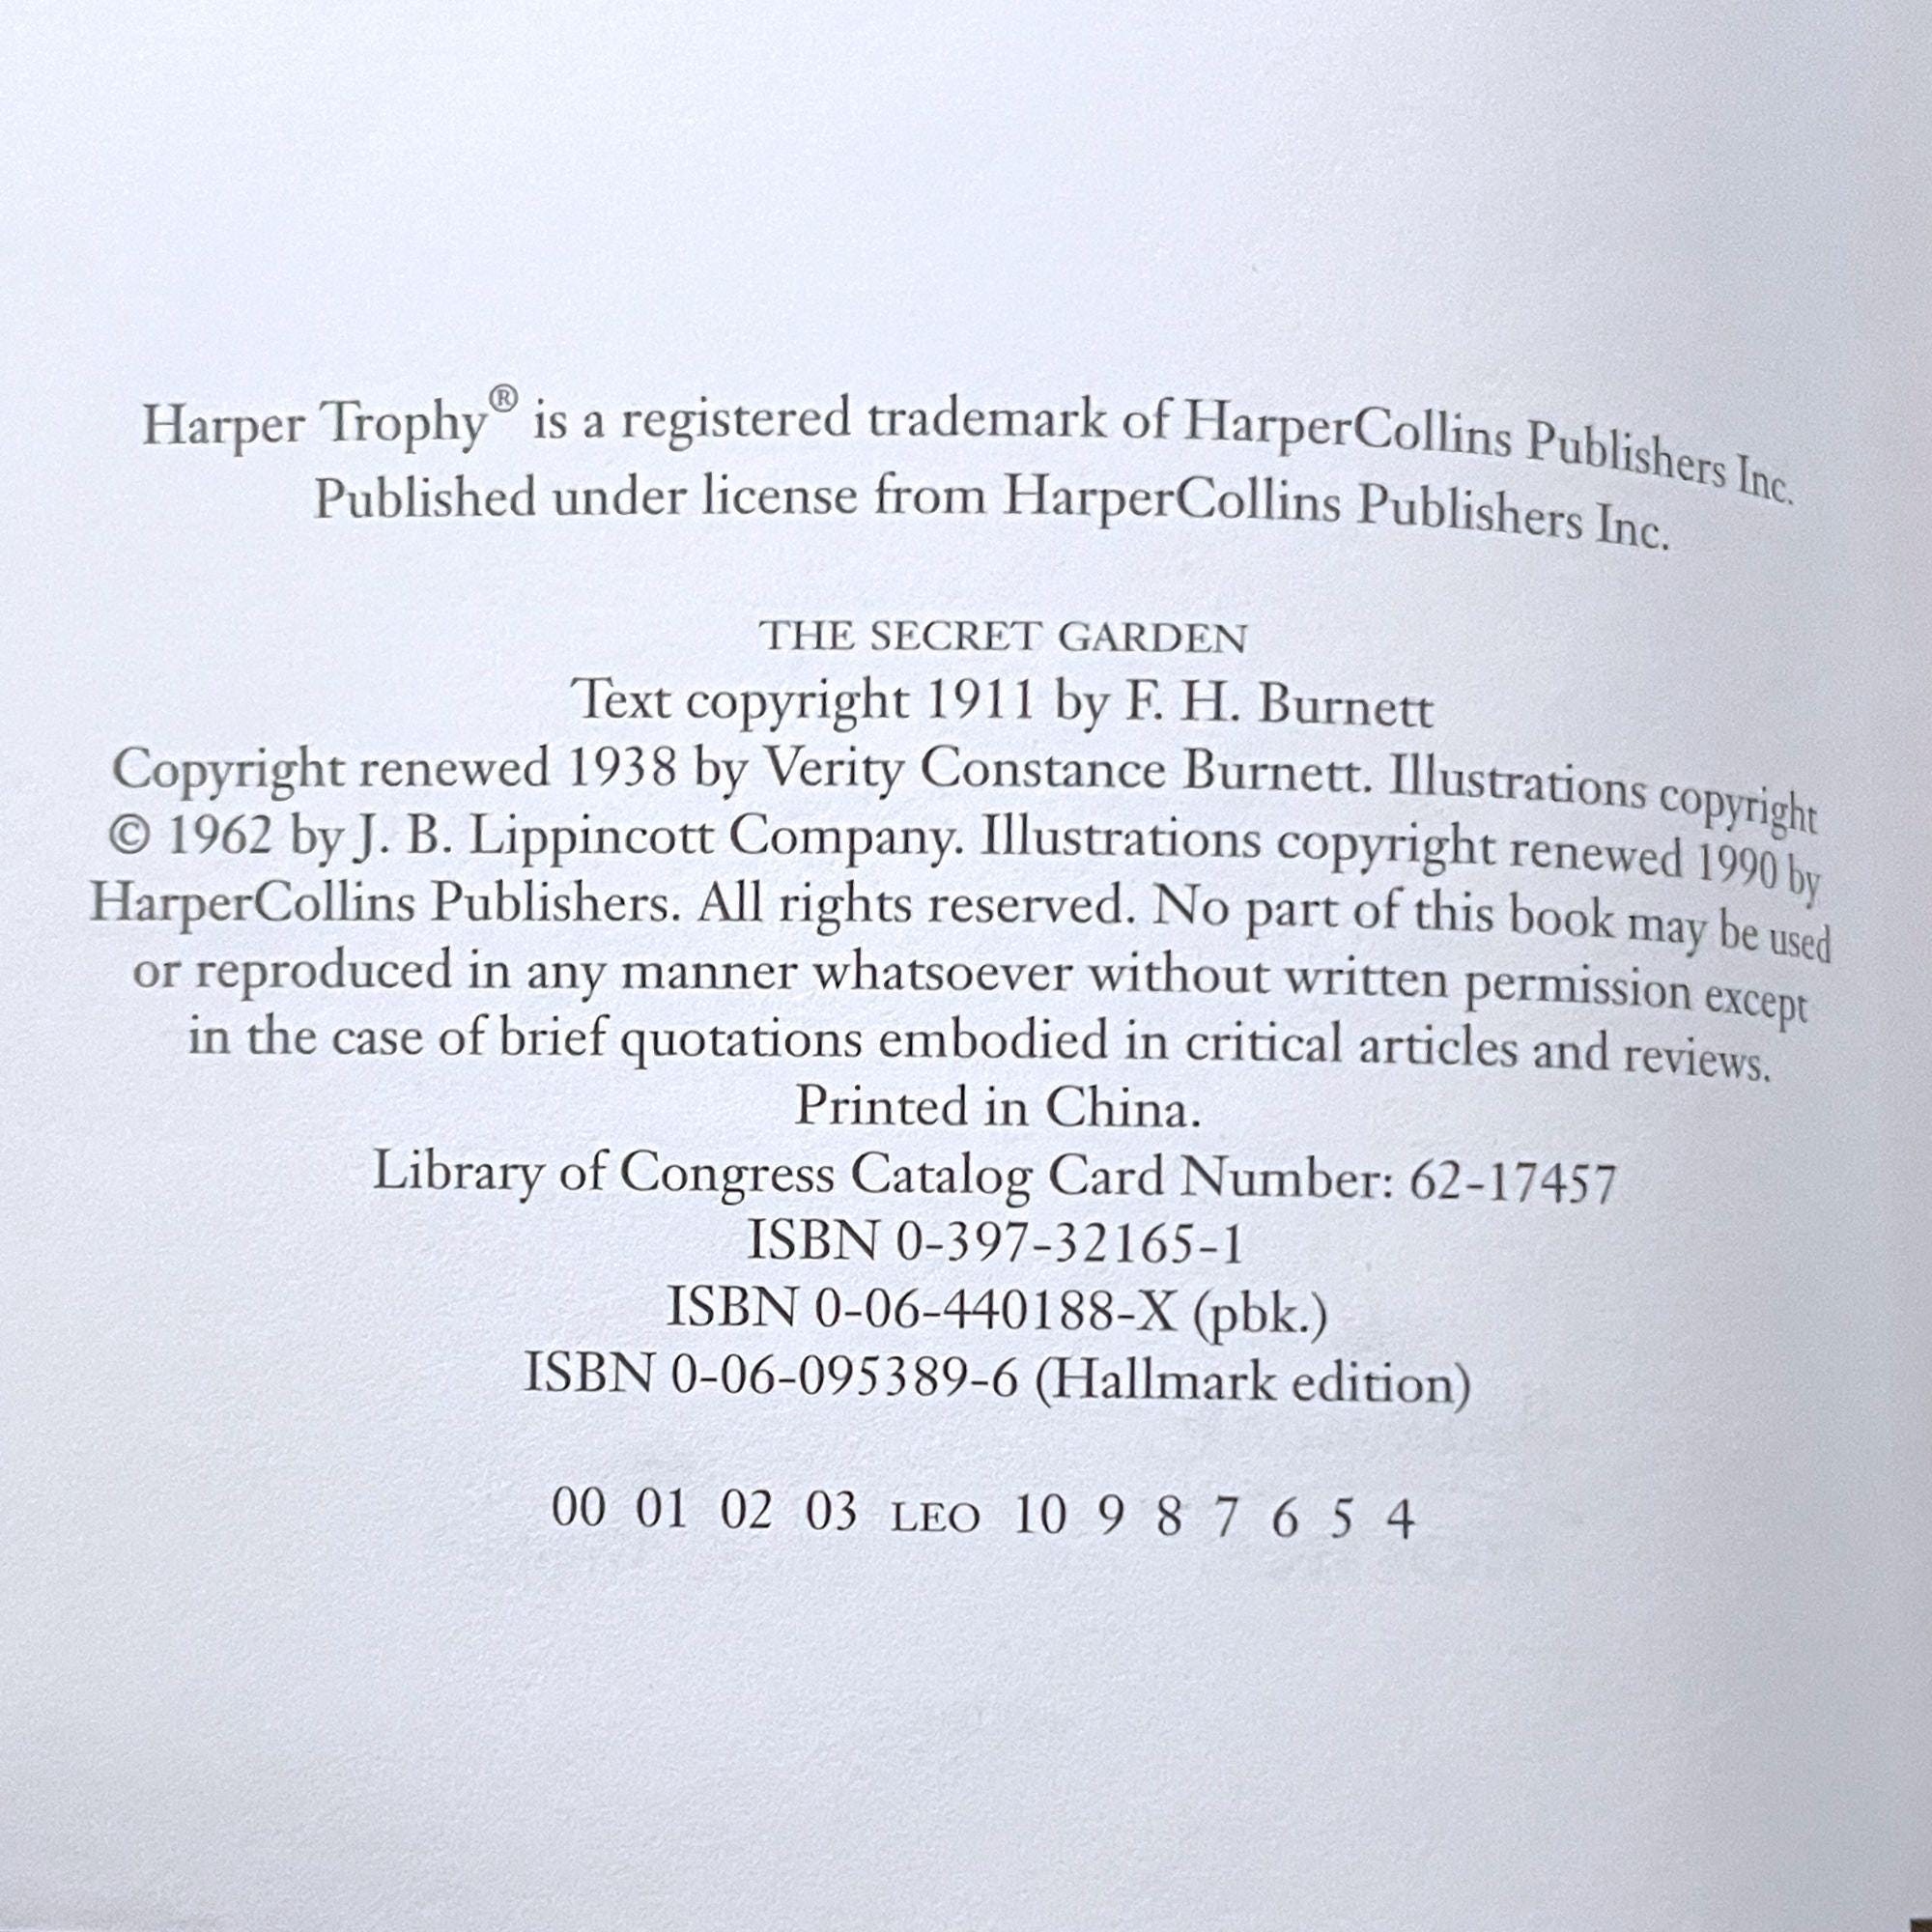 Harper Trophy® is a registered trademark of HarperCollins Publishers Inc.
Published under license from HarperCollins Publishers Inc.
THE SECRET GARDEN
Text copyright 1911 by F. H. Burnett
Copyright renewed 1938 by Verity Constance Burnett. Illustrations copyright
© 1962 by J. B. Lippincott Company. Illustrations copyright renewed 1990 by
HarperCollins Publishers. All rights reserved. No part of this book may be used
or reproduced in any manner whatsoever without written permission except
in the case of brief quotations embodied in critical articles and reviews.
Printed in China.
Library of Congress Catalog Card Number: 62-17457
ISBN 0-397-32165-1
ISBN 0-06-440188-X (pbk.)
ISBN 0-06-095389-6 (Hallmark edition)
00 01 02 03 LEO 10 9 8 7 6 5 4